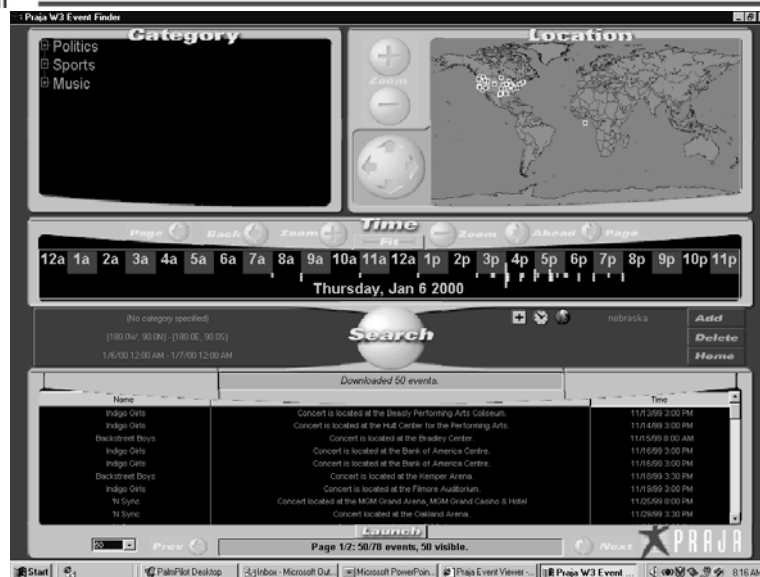 Praja W3 Event Finder
Category
Politics
Sports
Music
Location
Zoom
Time
Page Back Zoom Fit Zoom Ahead Page
12a 1a 2a 3a 4a 5a 6a 7a 8a 9a 10a 11a 12a 1p 2p 3p 4p 5p 6p 7p 8p 9p 10p 11p
Thursday, Jan 6 2000
(No category specified)
(180.0W, 90.0N) - (180.0E, 90.0S)
1/6/00 12:00 AM - 1/7/00 12:00 AM
Search
nebraska
Add
Delete
Home
Downloaded 50 events.
Name Time
Indigo Girls Concert is located at the Beasly Performing Arts Coliseum. 11/13/99 3:00 PM
Indigo Girls Concert is located at the Hult Center for the Performing Arts. 11/14/99 3:00 PM
Backstreet Boys Concert is located at the Bradley Center. 11/15/99 8:00 AM
Indigo Girls Concert is located at the Bank of America Centre. 11/16/99 3:00 PM
Indigo Girls Concert is located at the Bank of America Centre. 11/16/99 3:00 PM
Backstreet Boys Concert is located at the Kemper Arena. 11/18/99 3:30 PM
Indigo Girls Concert is located at the Filmore Auditorium. 11/19/99 3:30 PM
'N Sync Concert located at the MGM Grand Arena, MGM Grand Casino & Hotel 11/25/99 8:00 PM
'N Sync Concert located at the Oakland Arena. 11/28/99 3:30 PM
Launch
50 Prev Page 1/2: 50/78 events, 50 visible. Next PRAJA
Start PalmPilot Desktop Inbox - Microsoft Out... Microsoft PowerPoin... Praja Event Viewer -... Praja W3 Event ... 8:16 AM